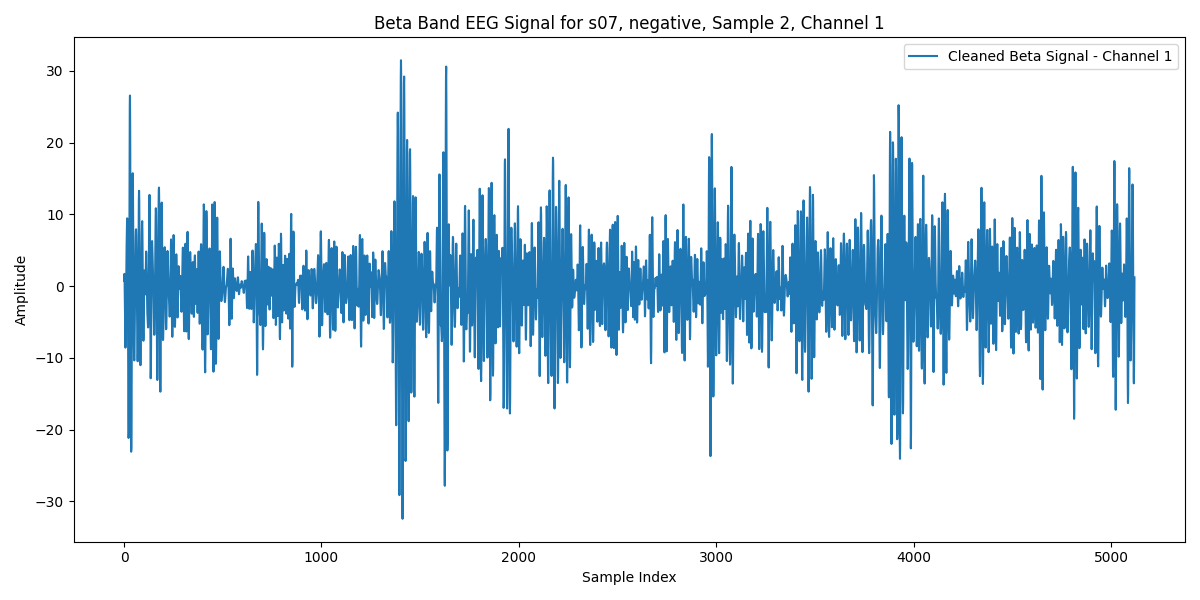 Beta Band EEG Signal for s07, negative, Sample 2, Channel 1
Cleaned Beta Signal - Channel 1
Amplitude
30
20
10
0
−10
−20
−30
0 1000 2000 3000 4000 5000
Sample Index